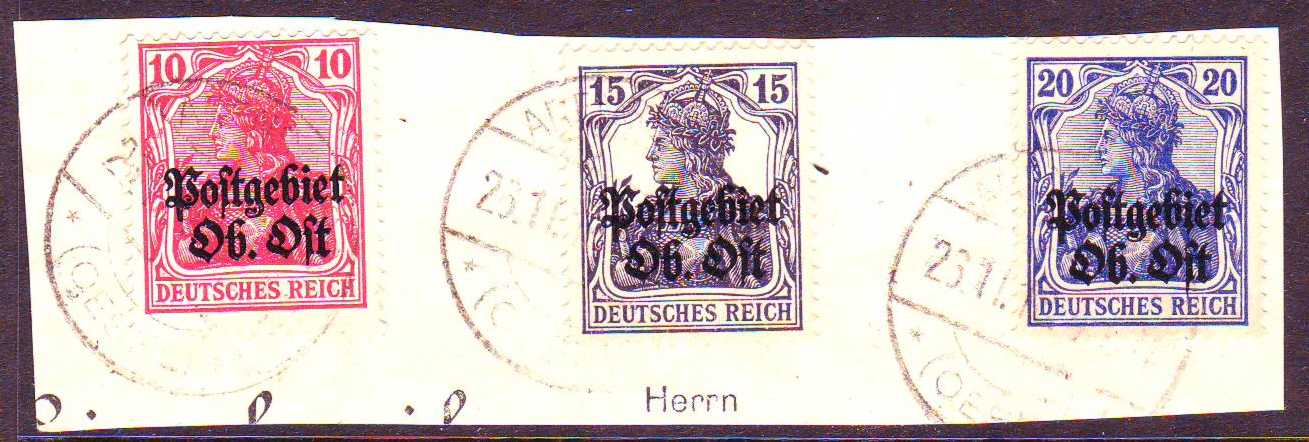 10 10
Postgebiet
Ob. Ost
DEUTSCHES REICH
15 15
Postgebiet
Ob. Ost
DEUTSCHES REICH
20 20
Postgebiet
Ob. Ost
DEUTSCHES REICH
Herrn